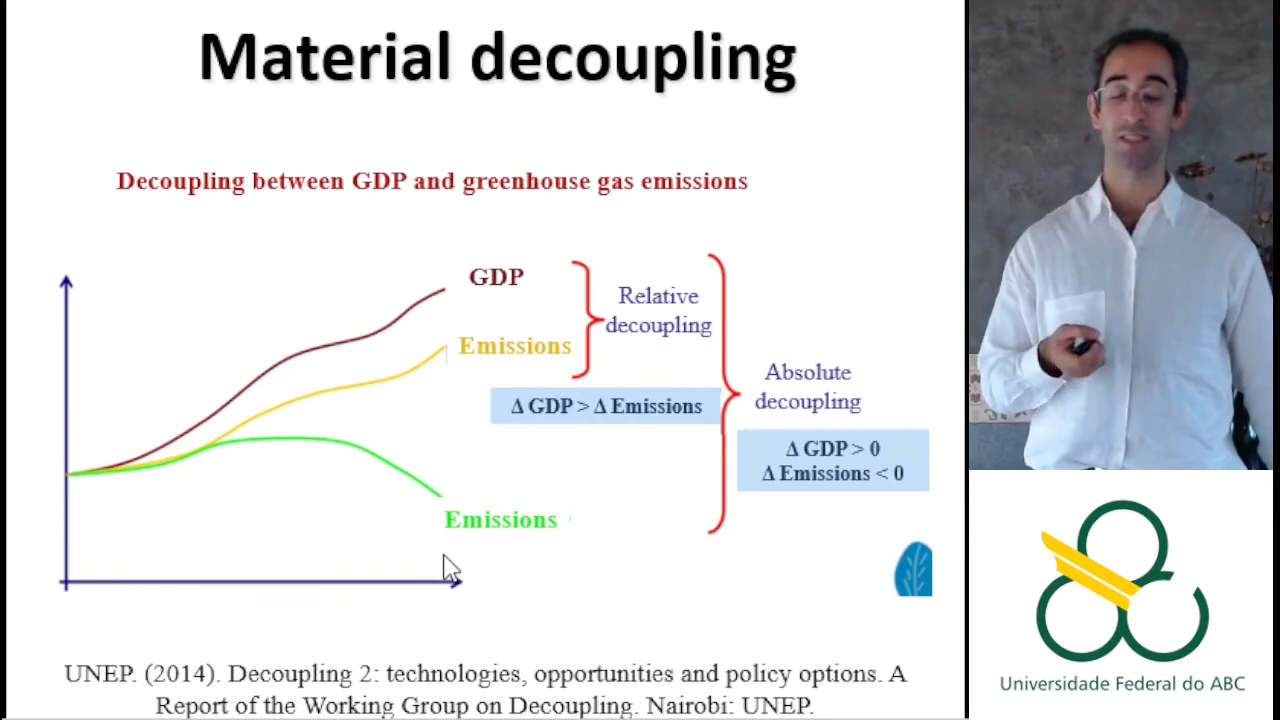 Material decoupling
Decoupling between GDP and greenhouse gas emissions
GDP
Relative
decoupling
Emissions
Absolute
decoupling
Δ GDP > Δ Emissions
Δ GDP > 0
Δ Emissions < 0
Emissions
UNEP. (2014). Decoupling 2: technologies, opportunities and policy options. A
Report of the Working Group on Decoupling. Nairobi: UNEP.
Universidade Federal do ABC